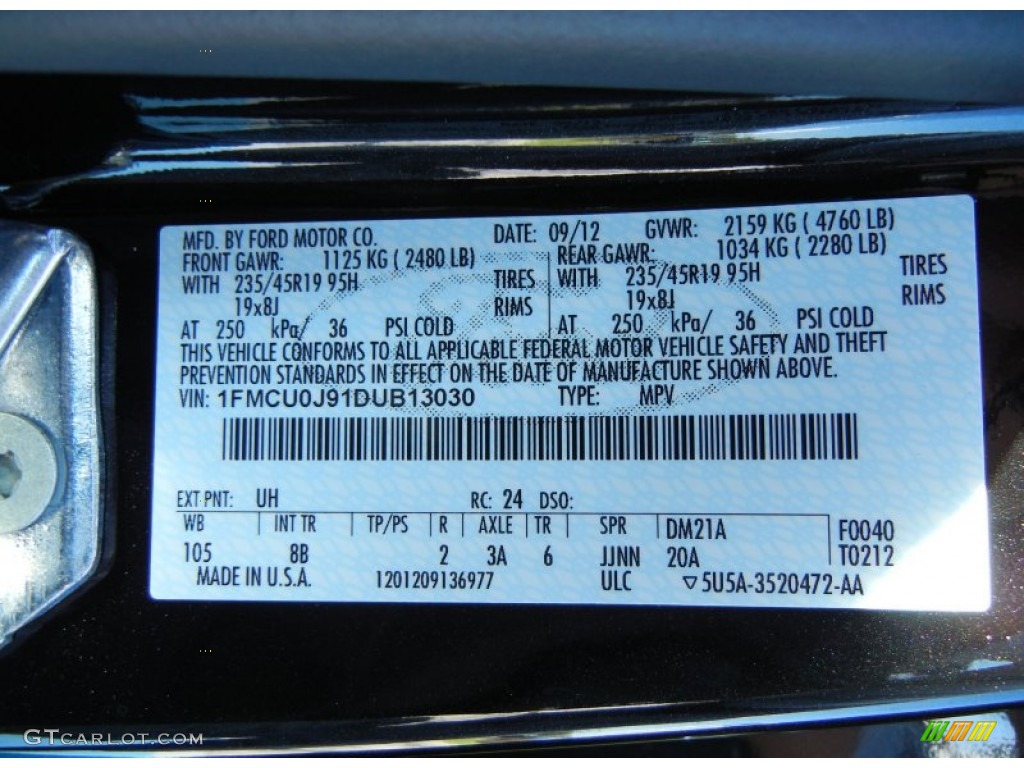 MFD. BY FORD MOTOR CO. DATE: 09/12 GVWR: 2159 KG ( 4760 LB)
FRONT GAWR: 1125 KG ( 2480 LB) REAR GAWR: 1034 KG ( 2280 LB)
WITH 235/45R19 95H TIRES WITH 235/45R19 95H TIRES
19x8J RIMS 19x8J RIMS
AT 250 kPa/ 36 PSI COLD AT 250 kPa/ 36 PSI COLD
THIS VEHICLE CONFORMS TO ALL APPLICABLE FEDERAL MOTOR VEHICLE SAFETY AND THEFT
PREVENTION STANDARDS IN EFFECT ON THE DATE OF MANUFACTURE SHOWN ABOVE.
VIN: 1FMCU0J91DUB13030 TYPE: MPV
EXT PNT: UH RC: 24 DSO:
WB INT TR TP/PS R AXLE TR SPR DM21A F0040
105 8B 2 3A 6 JJNN 20A T0212
MADE IN U.S.A. 1201209136977 ULC ▽5U5A-3520472-AA
GTCARLOT.COM